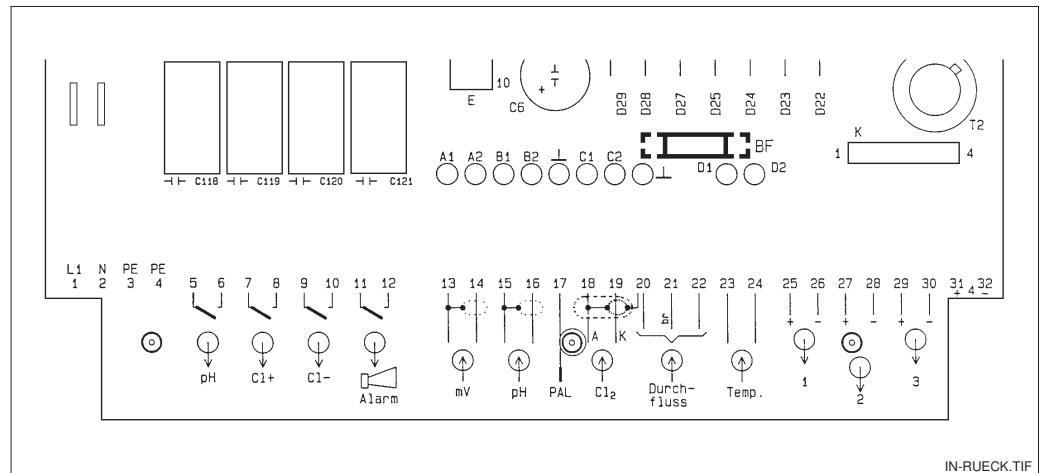 E 10
C6
D29 D28 D27 D25 D24 D23 D22
T2
K
1 4
BF
A1 A2 B1 B2 C1 C2 D1 D2
C118 C119 C120 C121
L1 N PE PE
1 2 3 4 5 6 7 8 9 10 11 12 13 14 15 16 17 18 19 20 21 22 23 24 25 26 27 28 29 30 31 32
+ - + - + - + 4 -
br
A K
pH Cl+ Cl- Alarm mV pH PAL Cl₂ Durch-
fluss Temp. 1 2 3
IN-RUECK.TIF